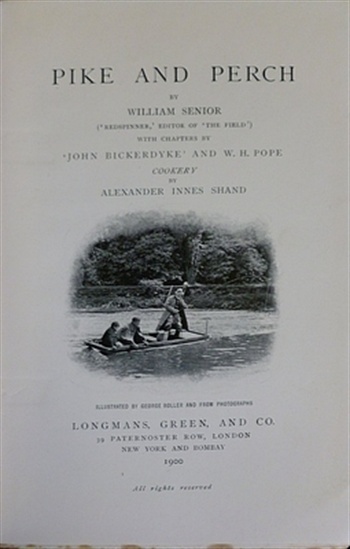 PIKE AND PERCH
BY
WILLIAM SENIOR
('REDSPINNER,' EDITOR OF 'THE FIELD')
WITH CHAPTERS BY
'JOHN BICKERDYKE' AND W. H. POPE
COOKERY
BY
ALEXANDER INNES SHAND
ILLUSTRATED BY GEORGE ROLLER AND FROM PHOTOGRAPHS
LONGMANS, GREEN, AND CO.
39 PATERNOSTER ROW, LONDON
NEW YORK AND BOMBAY
1900
All rights reserved